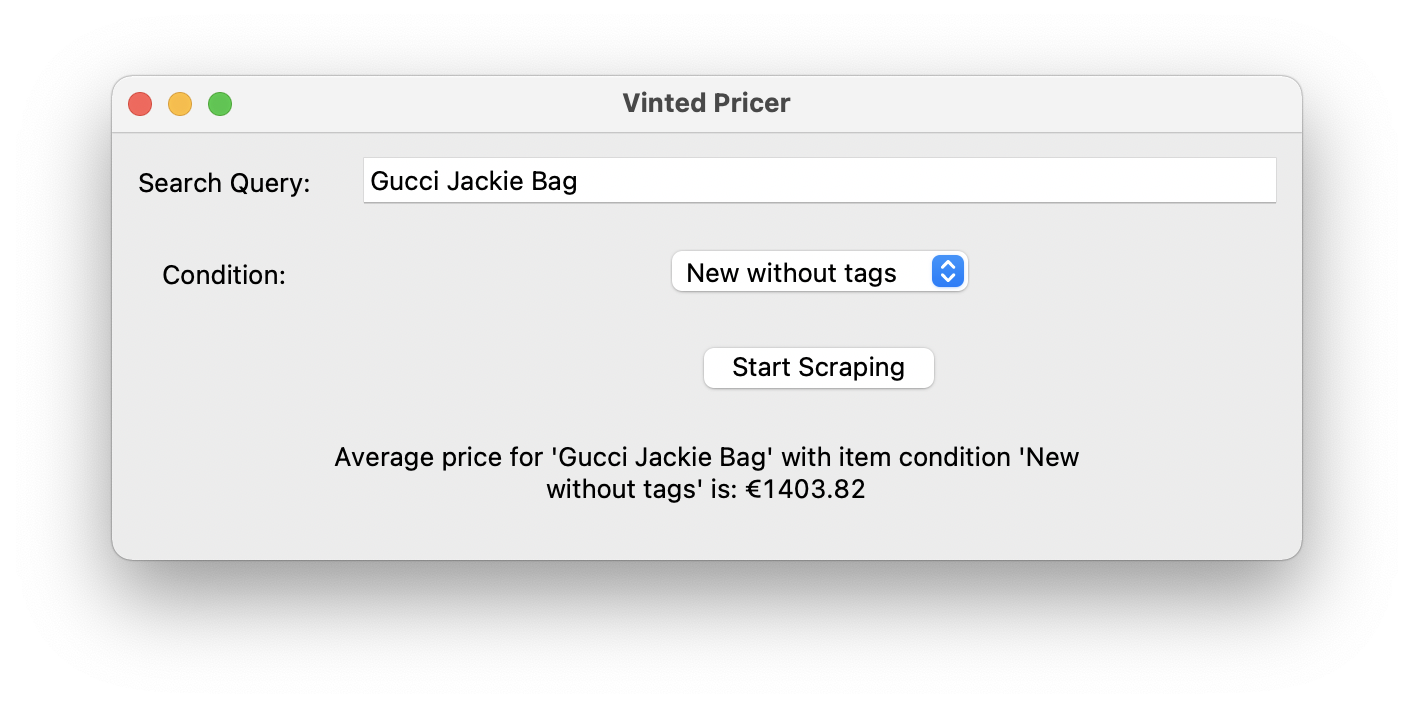 Vinted Pricer
Search Query: Gucci Jackie Bag
Condition: New without tags
Start Scraping
Average price for 'Gucci Jackie Bag' with item condition 'New
without tags' is: €1403.82